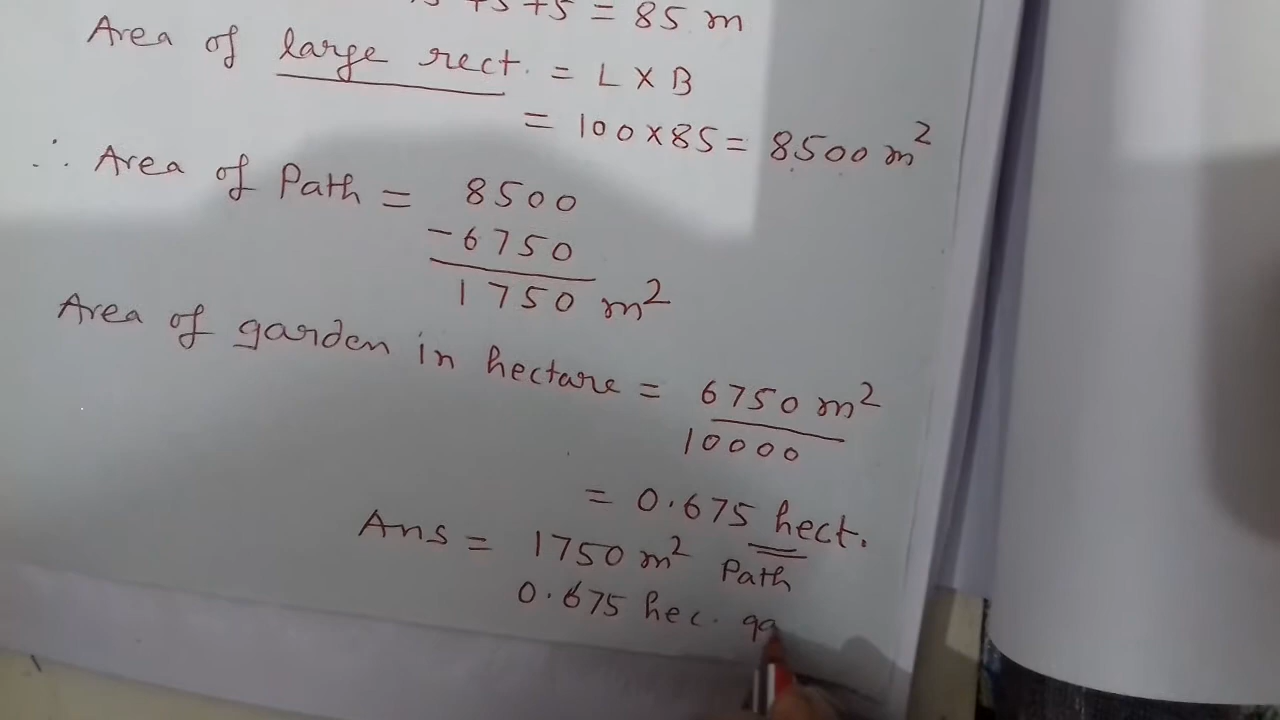 +5 +5 = 85 m
Area of large rect. = L X B
= 100 x 85 = 8500 m²
∴ Area of Path = 8500
- 6750
1750 m²
Area of garden in hectare = 6750 m²
10000
= 0.675 hect.
Ans = 1750 m² Path
0.675 hec. ga